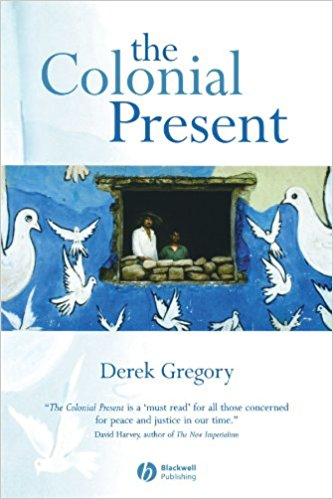 the
Colonial
Present
Derek Gregory
"The Colonial Present is a 'must read' for all those concerned
for peace and justice in our time."
David Harvey, author of The New Imperialism
Blackwell
Publishing